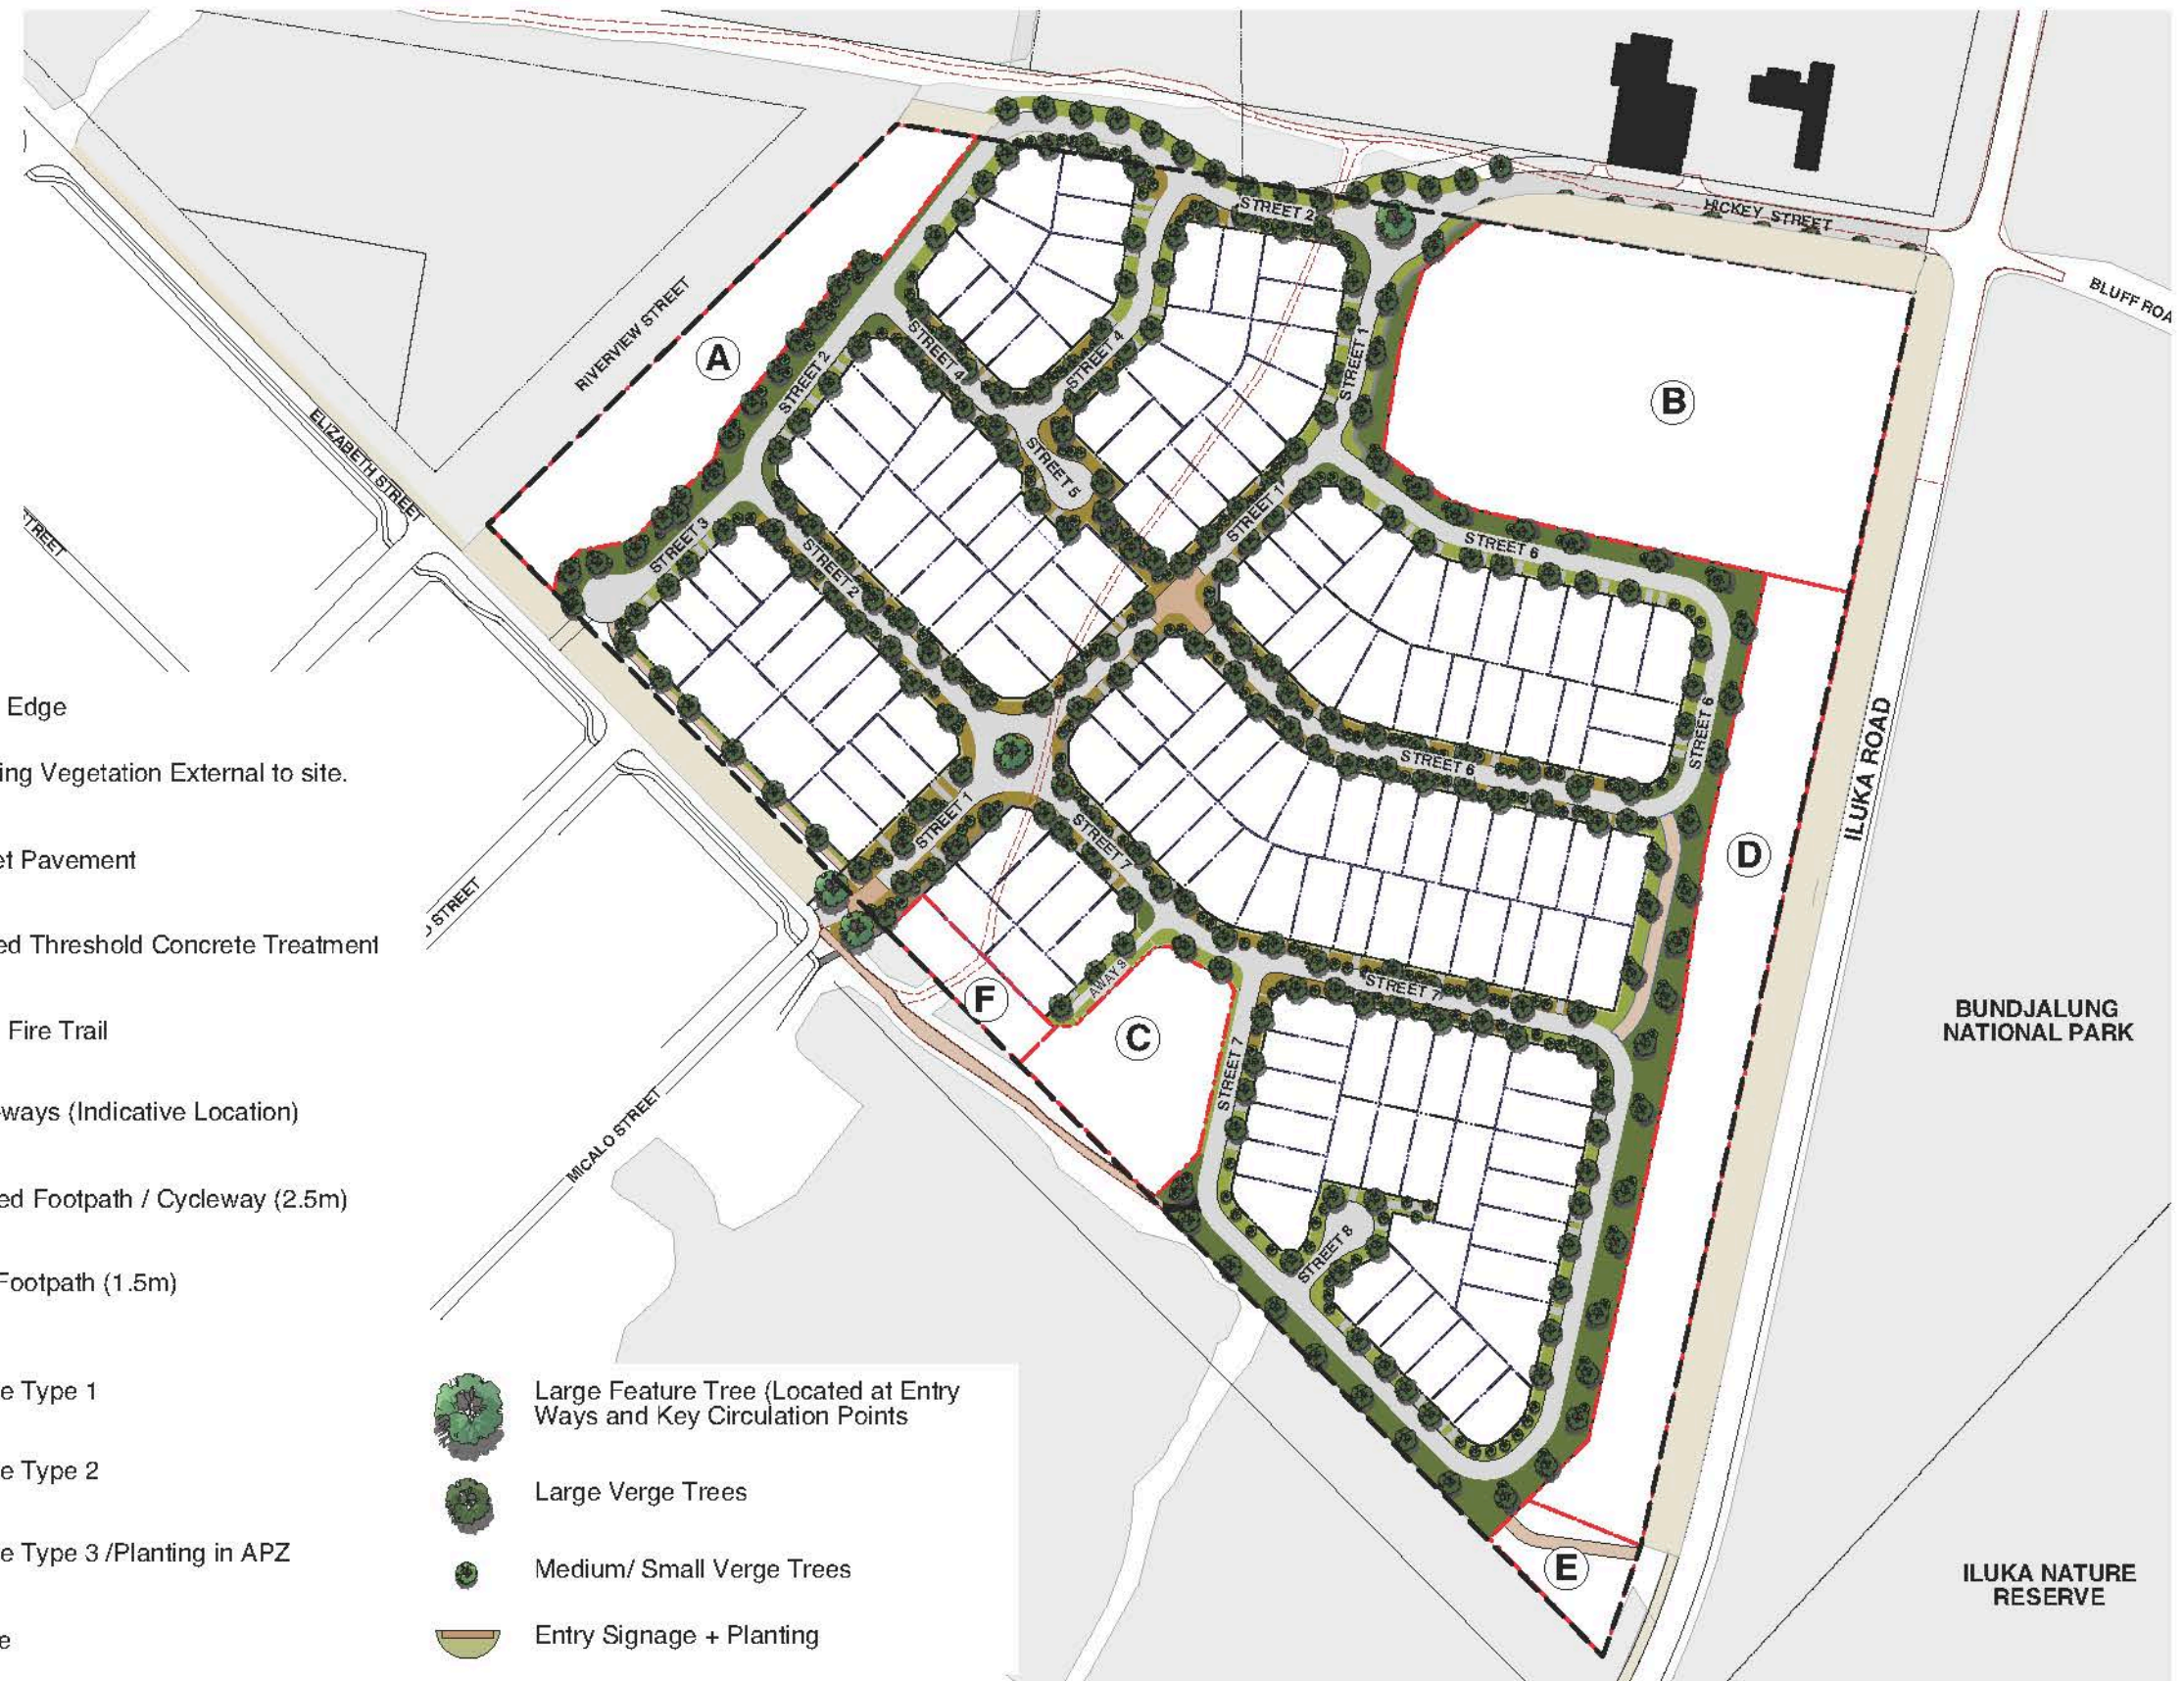 HICKEY STREET
BLUFF ROA
STREET 2
RIVERVIEW STREET
STREET 1
STREET 4
STREET 4
A
STREET 2
B
ELIZABETH STREET
STREET 5
STREET 1
TREET
STREET 3
STREET 6
STREET 2
Edge
STREET 6
ing Vegetation External to site.
STREET 6
ILUKA ROAD
STREET 1
STREET 7
D
et Pavement
STREET
ed Threshold Concrete Treatment
AWAY 9
STREET 7
F
C
BUNDJALUNG
NATIONAL PARK
Fire Trail
STREET 7
ways (Indicative Location)
MICALO STREET
ed Footpath / Cycleway (2.5m)
STREET 8
Footpath (1.5m)
e Type 1
e Type 2
e Type 3 /Planting in APZ
e
Large Feature Tree (Located at Entry
Ways and Key Circulation Points
Large Verge Trees
Medium/ Small Verge Trees
Entry Signage + Planting
E
ILUKA NATURE
RESERVE